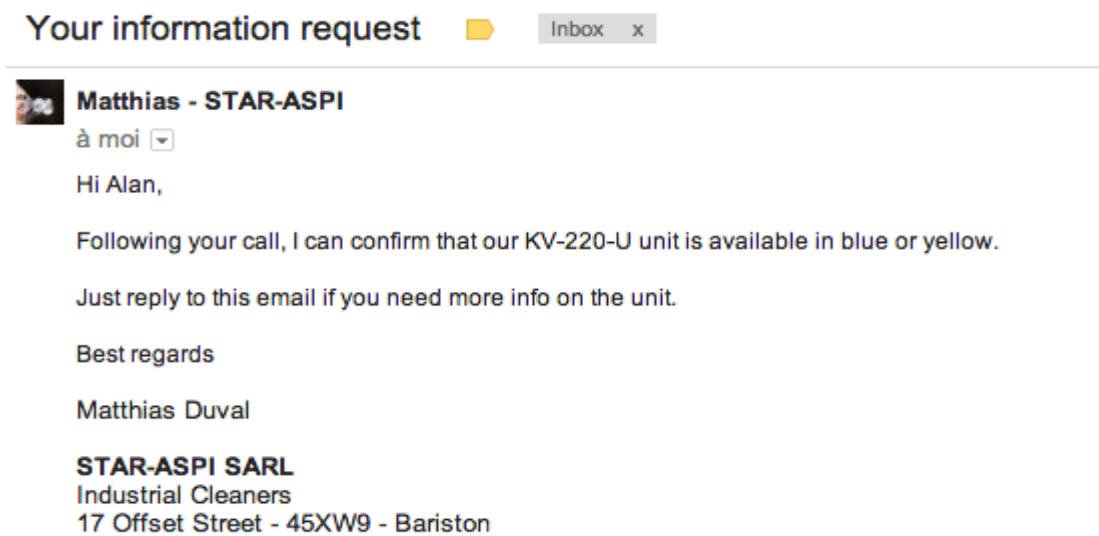 Your information request
Inbox x
Matthias - STAR-ASPI
à moi
Hi Alan,
Following your call, I can confirm that our KV-220-U unit is available in blue or yellow.
Just reply to this email if you need more info on the unit.
Best regards
Matthias Duval
STAR-ASPI SARL
Industrial Cleaners
17 Offset Street - 45XW9 - Bariston